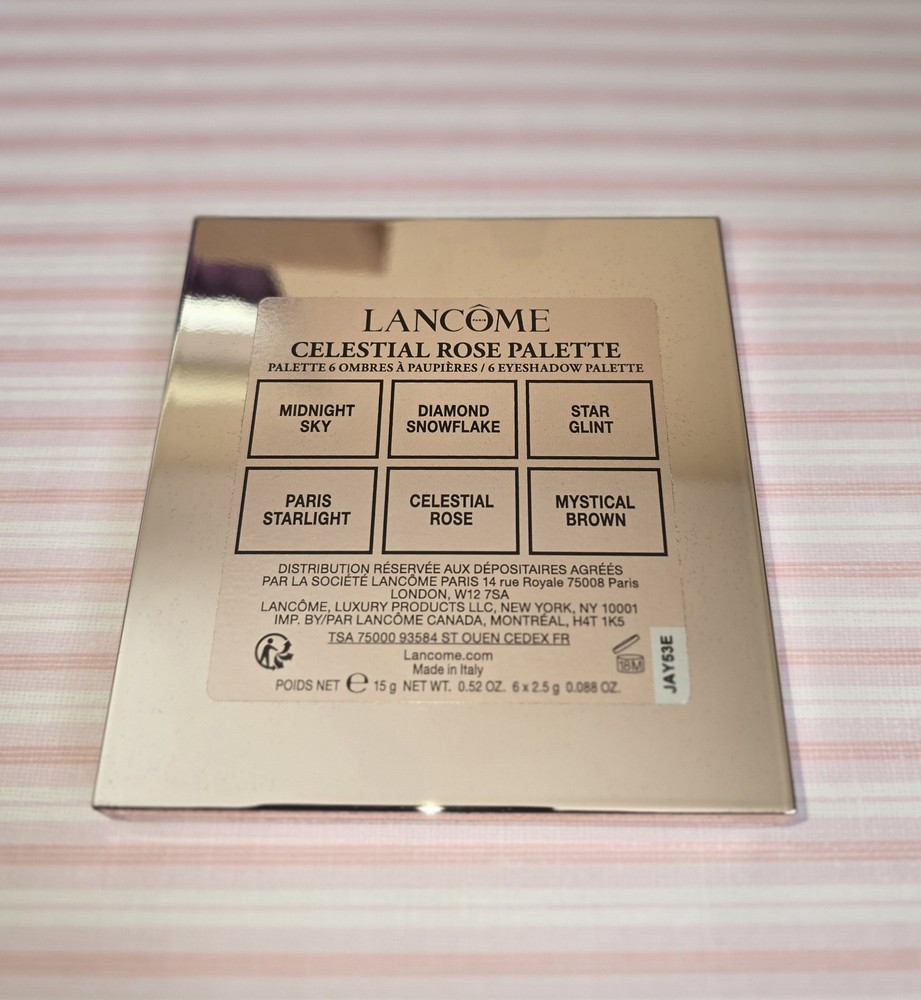 LANCÔME
PARIS
CELESTIAL ROSE PALETTE
PALETTE 6 OMBRES À PAUPIÈRES / 6 EYESHADOW PALETTE
MIDNIGHT
SKY
DIAMOND
SNOWFLAKE
STAR
GLINT
PARIS
STARLIGHT
CELESTIAL
ROSE
MYSTICAL
BROWN
DISTRIBUTION RÉSERVÉE AUX DÉPOSITAIRES AGRÉÉS
PAR LA SOCIÉTÉ LANCÔME PARIS 14 rue Royale 75008 Paris
LONDON, W12 7SA
LANCÔME, LUXURY PRODUCTS LLC, NEW YORK, NY 10001
IMP. BY/PAR LANCÔME CANADA, MONTRÉAL, H4T 1K5
TSA 75000 93584 ST OUEN CEDEX FR
Lancome.com
Made in Italy
18M
JAY53E
POIDS NET ℮ 15 g NET WT. 0.52 OZ. 6 x 2.5 g 0.088 OZ.